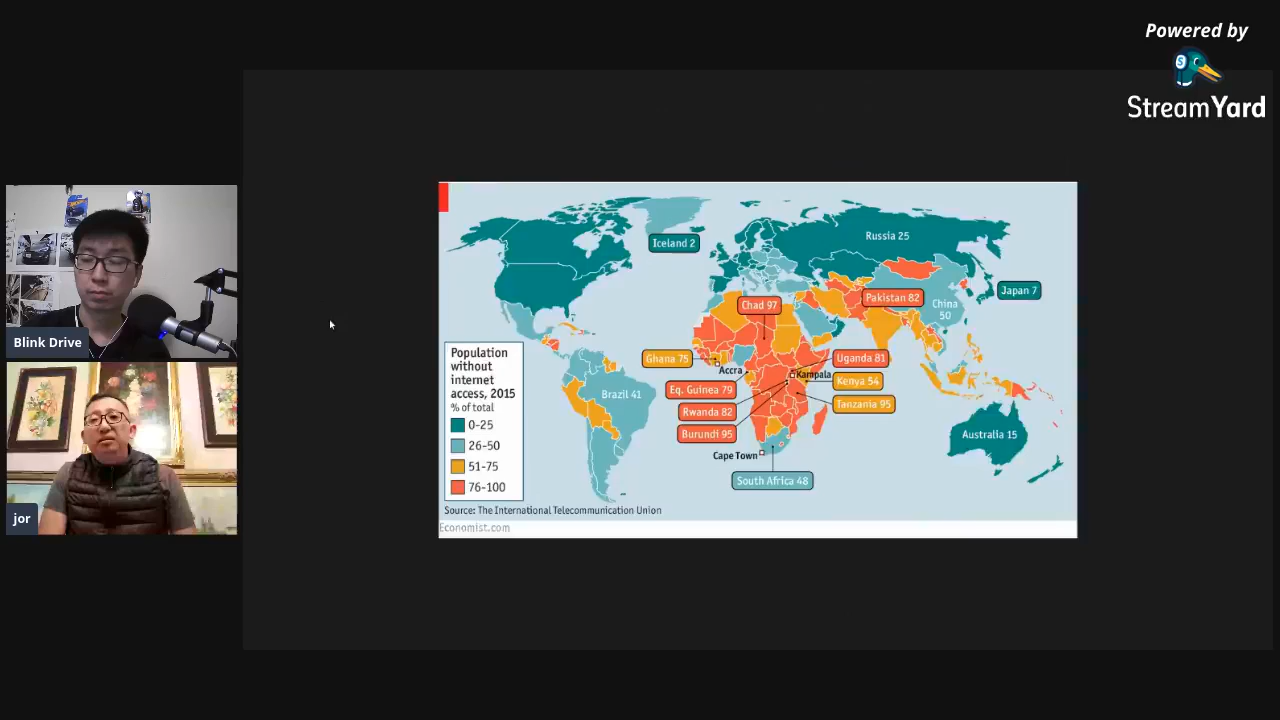 Powered by
StreamYard
Blink Drive
jor
Iceland 2
Russia 25
Japan 7
Chad 97
Pakistan 82
China
50
Ghana 75
Accra
Uganda 81
Kampala
Kenya 54
Eq. Guinea 79
Brazil 41
Tanzania 95
Rwanda 82
Burundi 95
Australia 15
Cape Town
South Africa 48
Population
without
internet
access, 2015
% of total
0-25
26-50
51-75
76-100
Source: The International Telecommunication Union
Economist.com